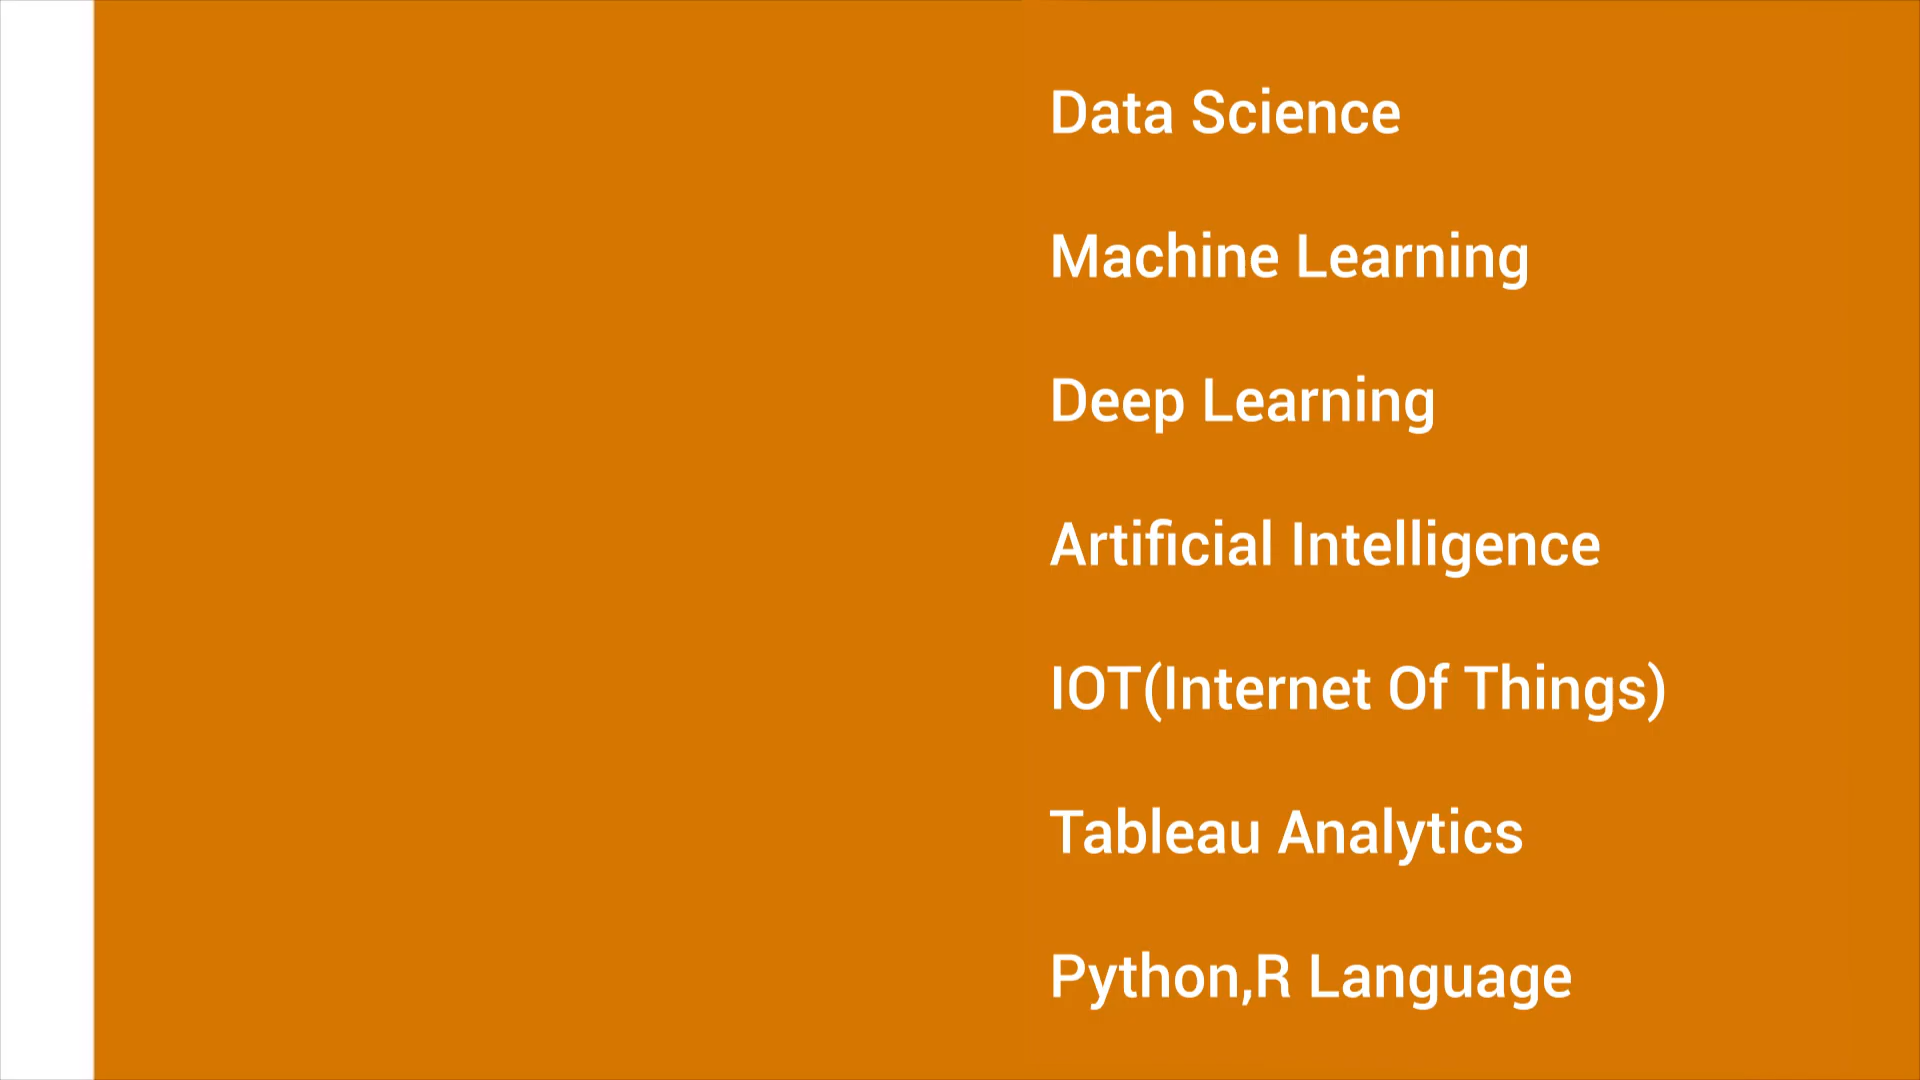 Data Science
Machine Learning
Deep Learning
Artificial Intelligence
IOT(Internet Of Things)
Tableau Analytics
Python,R Language